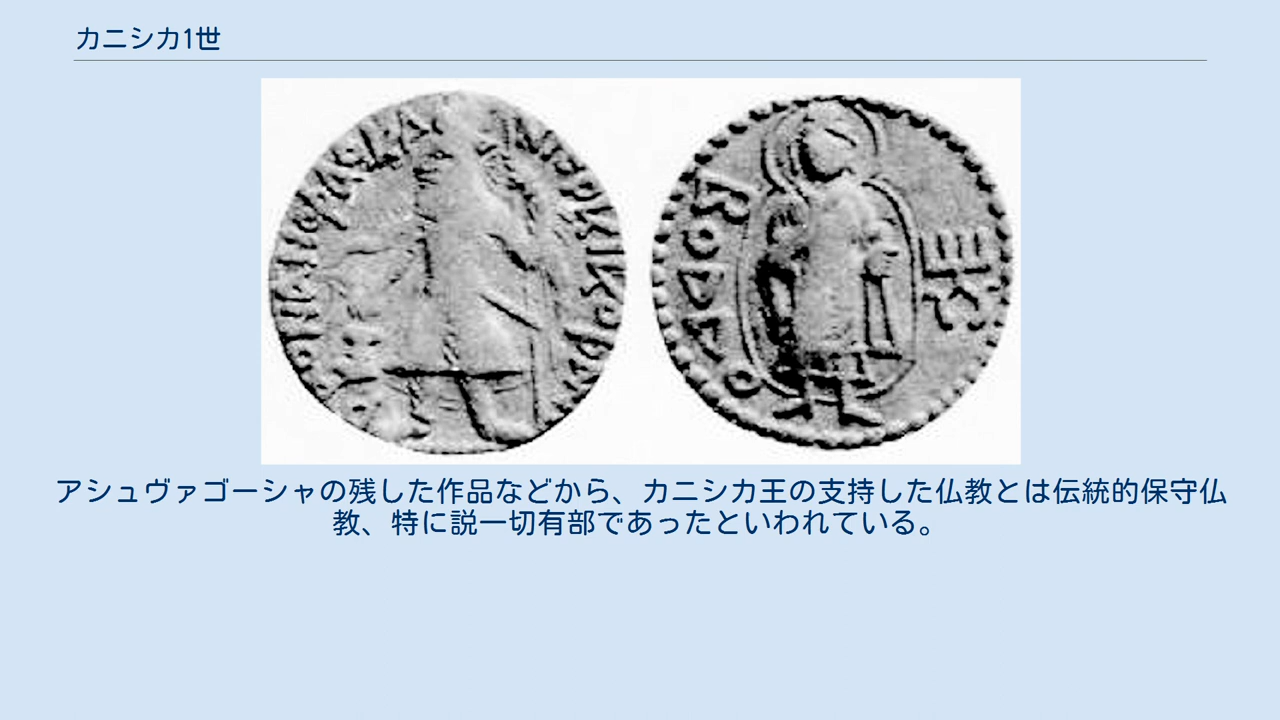 カニシカ1世
ΒΟΔΔΟ
アシュヴァゴーシャの残した作品などから、カニシカ王の支持した仏教とは伝統的保守仏
教、特に説一切有部であったといわれている。